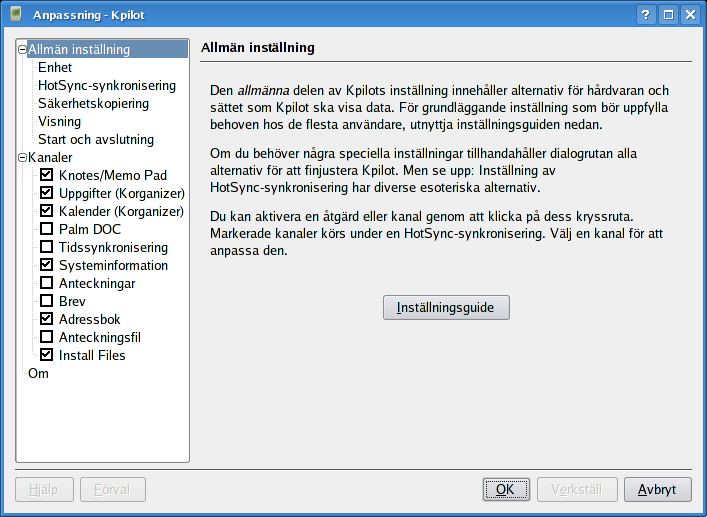 Anpassning - Kpilot
Allmän inställning
Enhet
HotSync-synkronisering
Säkerhetskopiering
Visning
Start och avslutning
Kanaler
Knotes/Memo Pad
Uppgifter (Korganizer)
Kalender (Korganizer)
Palm DOC
Tidssynkronisering
Systeminformation
Anteckningar
Brev
Adressbok
Anteckningsfil
Install Files
Om
Allmän inställning
Den allmänna delen av Kpilots inställning innehåller alternativ för hårdvaran och
sättet som Kpilot ska visa data. För grundläggande inställning som bör uppfylla
behoven hos de flesta användare, utnyttja inställningsguiden nedan.
Om du behöver några speciella inställningar tillhandahåller dialogrutan alla
alternativ för att finjustera Kpilot. Men se upp: Inställning av
HotSync-synkronisering har diverse esoteriska alternativ.
Du kan aktivera en åtgärd eller kanal genom att klicka på dess kryssruta.
Markerade kanaler körs under en HotSync-synkronisering. Välj en kanal för att
anpassa den.
Inställningsguide
Hjälp
Förval
OK
Verkställ
Avbryt